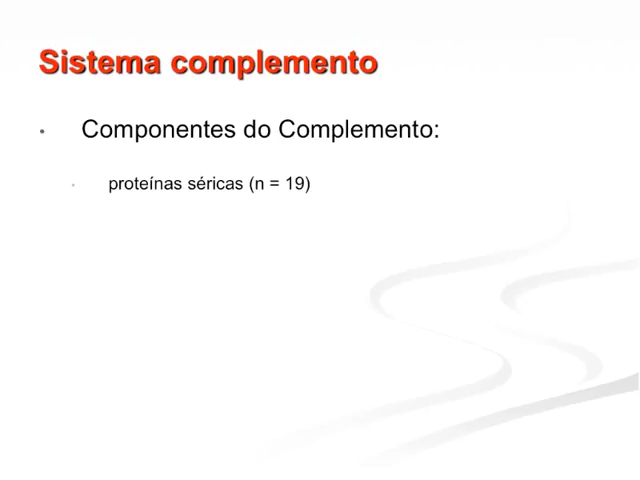 Sistema complemento
• Componentes do Complemento:
• proteínas séricas (n = 19)